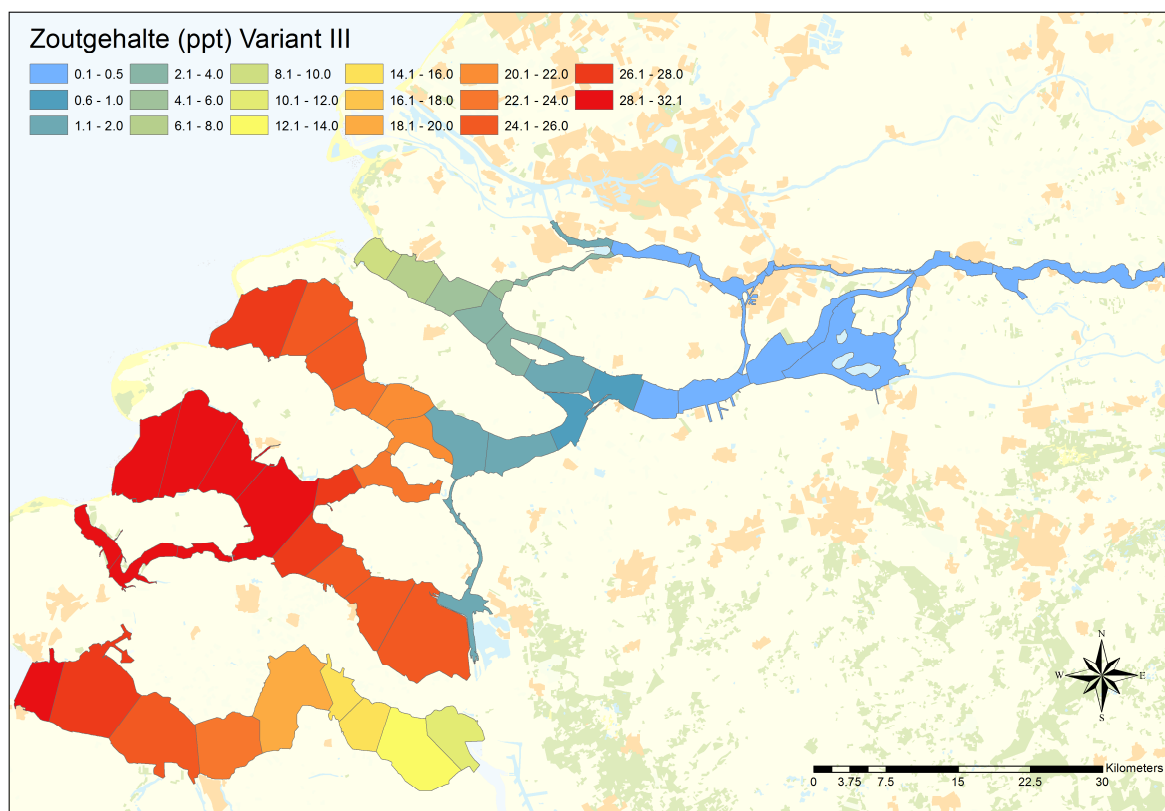 Zoutgehalte (ppt) Variant III
0.1 - 0.5 2.1 - 4.0 8.1 - 10.0 14.1 - 16.0 20.1 - 22.0 26.1 - 28.0
0.6 - 1.0 4.1 - 6.0 10.1 - 12.0 16.1 - 18.0 22.1 - 24.0 28.1 - 32.1
1.1 - 2.0 6.1 - 8.0 12.1 - 14.0 18.1 - 20.0 24.1 - 26.0
N
W E
S
Kilometers
0 3.75 7.5 15 22.5 30